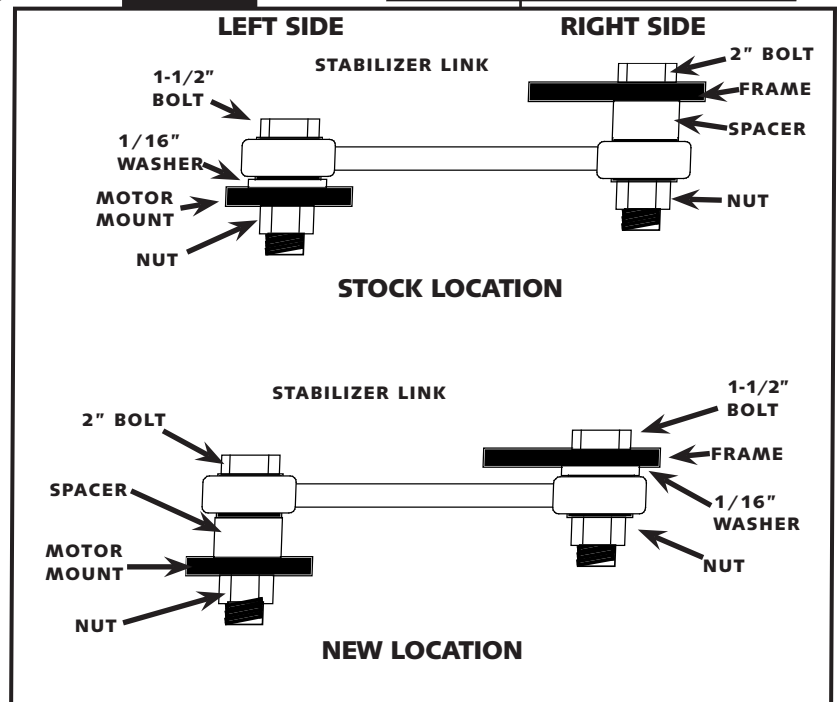 LEFT SIDE
RIGHT SIDE
STABILIZER LINK
2” BOLT
1-1/2”
BOLT
FRAME
SPACER
1/16”
WASHER
MOTOR
MOUNT
NUT
NUT
STOCK LOCATION
STABILIZER LINK
1-1/2”
BOLT
2” BOLT
FRAME
SPACER
1/16”
WASHER
MOTOR
MOUNT
NUT
NUT
NEW LOCATION